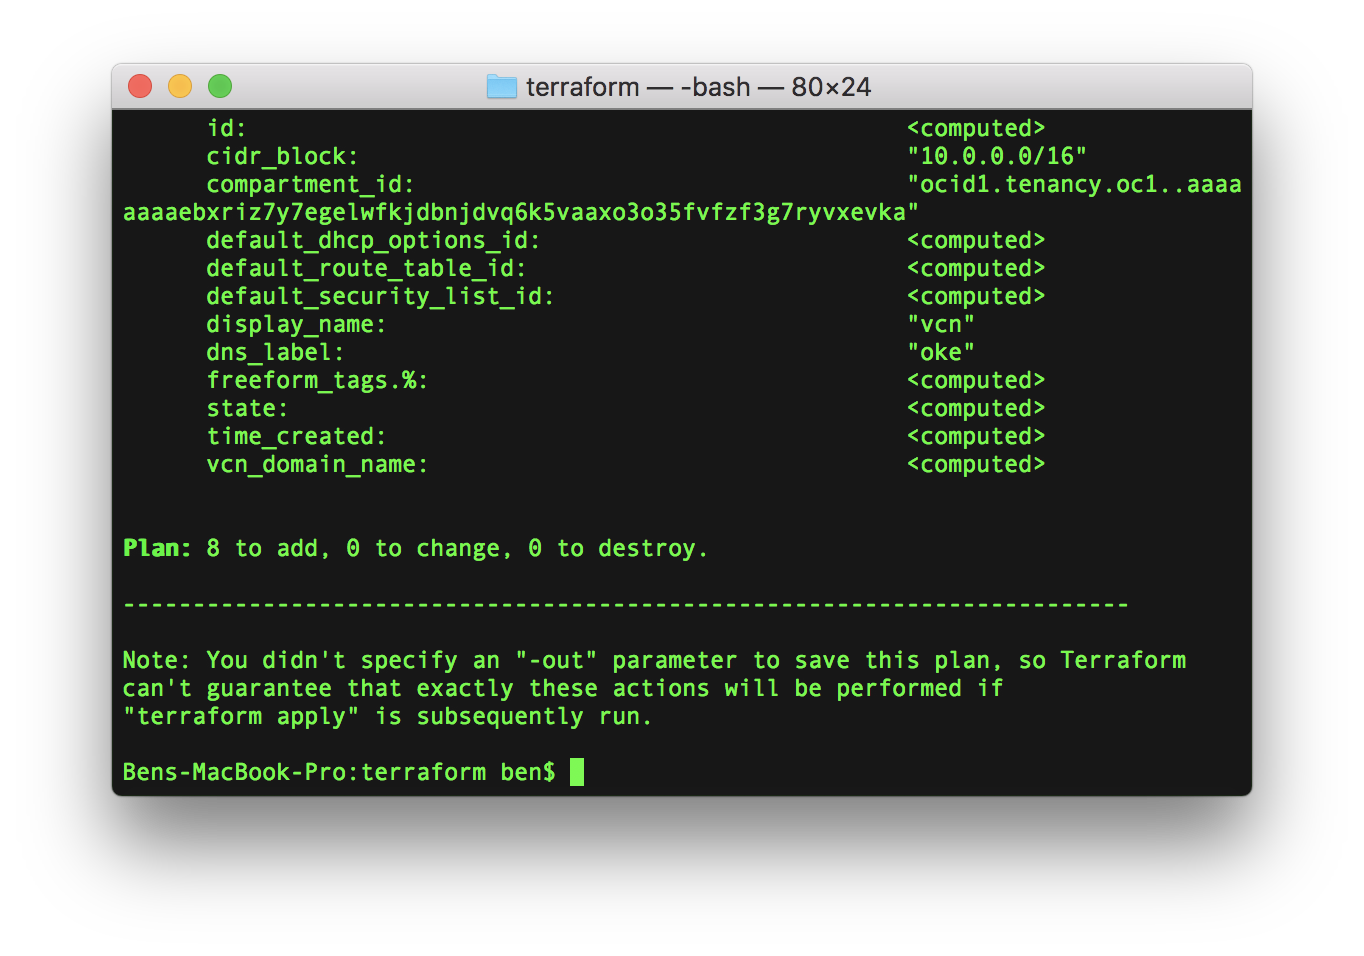 terraform — -bash — 80×24
id: <computed>
cidr_block: "10.0.0.0/16"
compartment_id: "ocid1.tenancy.oc1..aaaa
aaaaebxriz7y7egelwfkjdbnjdvq6k5vaaxo3o35fvfzf3g7ryvxevka"
default_dhcp_options_id: <computed>
default_route_table_id: <computed>
default_security_list_id: <computed>
display_name: "vcn"
dns_label: "oke"
freeform_tags.%: <computed>
state: <computed>
time_created: <computed>
vcn_domain_name: <computed>
Plan: 8 to add, 0 to change, 0 to destroy.
------------------------------------------------------------------------
Note: You didn't specify an "-out" parameter to save this plan, so Terraform
can't guarantee that exactly these actions will be performed if
"terraform apply" is subsequently run.
Bens-MacBook-Pro:terraform ben$